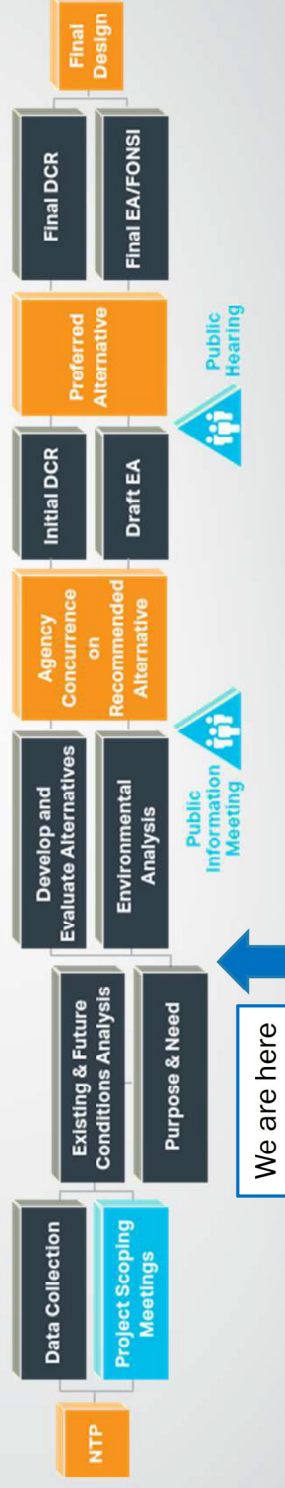 NTP
Data Collection
Project Scoping
Meetings
Existing & Future
Conditions Analysis
Purpose & Need
We are here
Develop and
Evaluate Alternatives
Environmental
Analysis
Public
Information
Meeting
Agency
Concurrence
on
Recommended
Alternative
Initial DCR
Draft EA
Preferred
Alternative
Public
Hearing
Final DCR
Final EA/FONSI
Final
Design